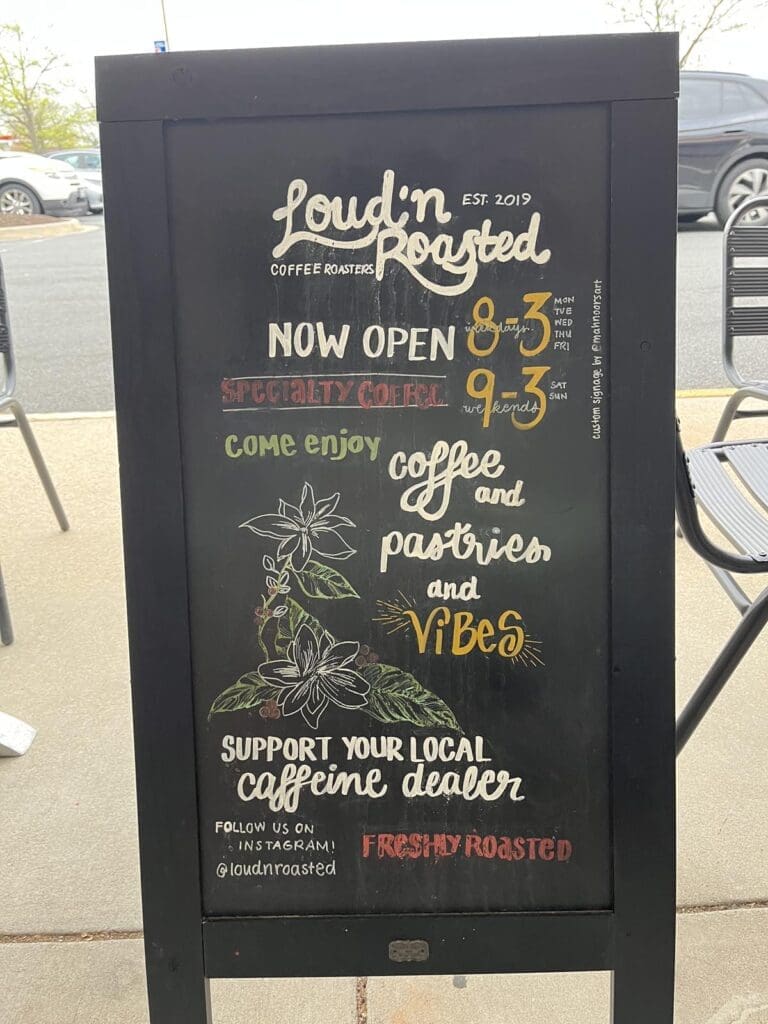 Loud'n
EST. 2019
Roasted
COFFEE ROASTERS
NOW OPEN
8-3
weekdays
MON
TUE
WED
THU
FRI
SPECIALTY COFFEE
9-3
weekends
SAT
SUN
custom signage by @mahnoorsart
come enjoy
coffee
and
pastries
and
ViBes
SUPPORT YOUR LOCAL
caffeine dealer
FOLLOW US ON
INSTAGRAM!
@loudnroasted
FRESHLY ROASTED